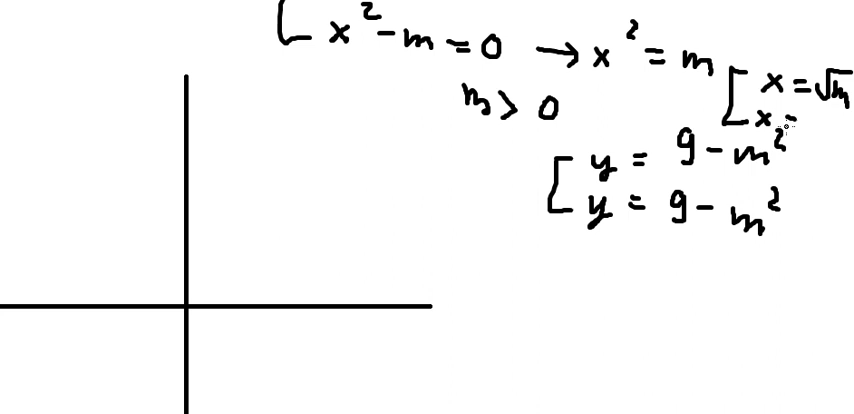 [ x² - m = 0 → x² = m
m > 0
[ x = √m
x =
[ y = 9 - m²
y = 9 - m²